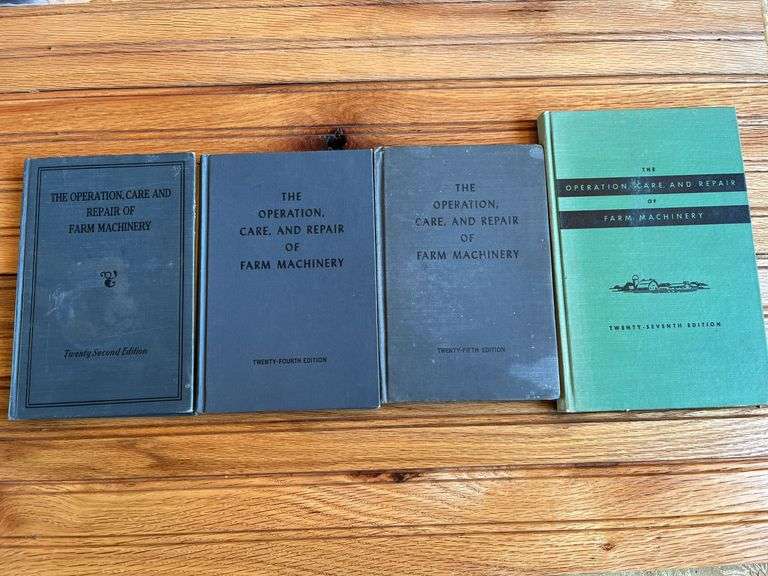 THE OPERATION, CARE AND
REPAIR OF
FARM MACHINERY
Twenty Second Edition
THE
OPERATION,
CARE, AND REPAIR
OF
FARM MACHINERY
TWENTY-FOURTH EDITION
THE
OPERATION,
CARE, AND REPAIR
OF
FARM MACHINERY
TWENTY-FIFTH EDITION
THE
OPERATION, CARE, AND REPAIR
OF
FARM MACHINERY
TWENTY-SEVENTH EDITION